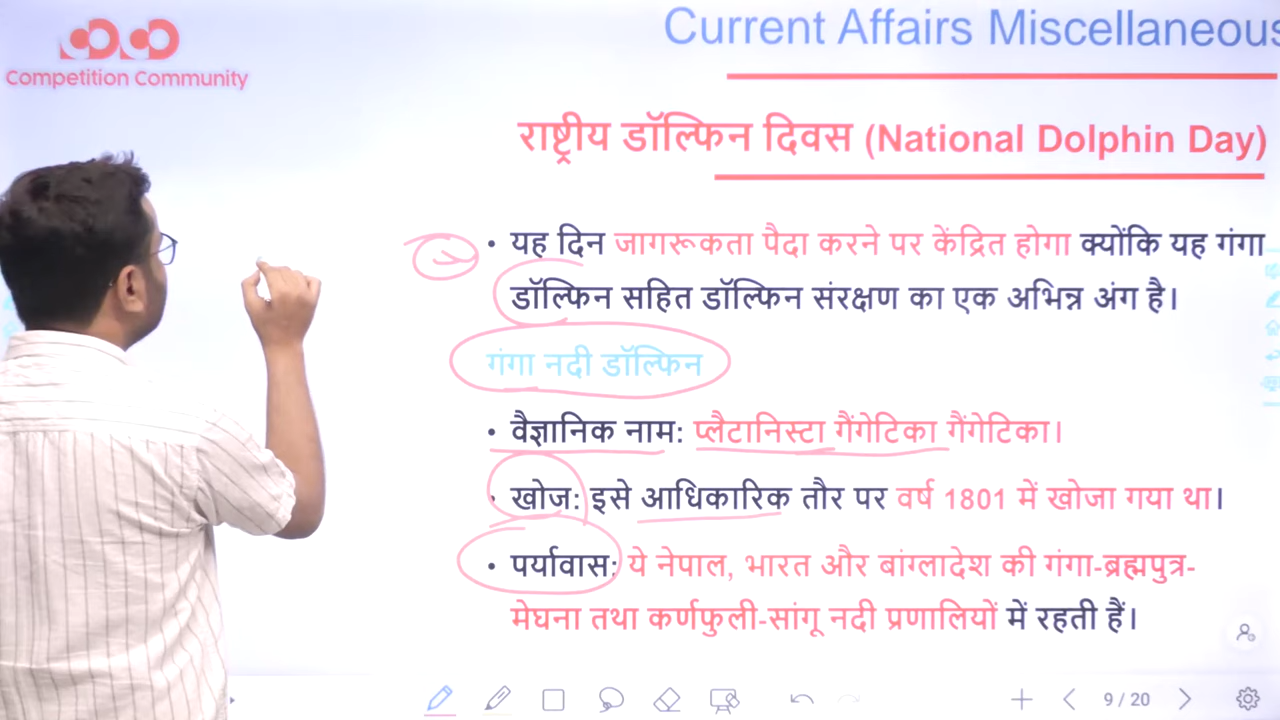 Competition Community
Current Affairs Miscellaneous
राष्ट्रीय डॉल्फिन दिवस (National Dolphin Day)
• यह दिन जागरूकता पैदा करने पर केंद्रित होगा क्योंकि यह गंगा
डॉल्फिन सहित डॉल्फिन संरक्षण का एक अभिन्न अंग है।
गंगा नदी डॉल्फिन
• वैज्ञानिक नाम: प्लैटानिस्टा गैंगेटिका गैंगेटिका।
• खोज: इसे आधिकारिक तौर पर वर्ष 1801 में खोजा गया था।
• पर्यावास: ये नेपाल, भारत और बांग्लादेश की गंगा-ब्रह्मपुत्र-
मेघना तथा कर्णफुली-सांगू नदी प्रणालियों में रहती हैं।
9 / 20